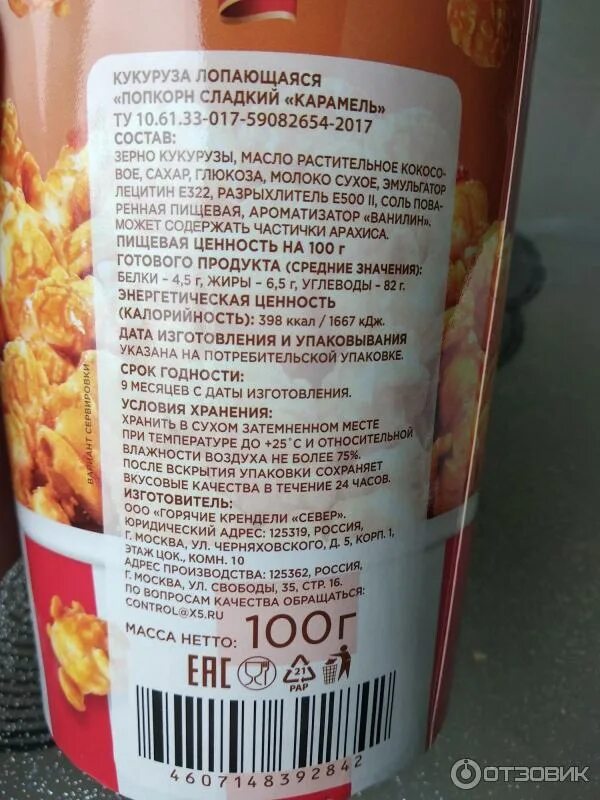 КУКУРУЗА ЛОПАЮЩАЯСЯ
«ПОПКОРН СЛАДКИЙ «КАРАМЕЛЬ»
ТУ 10.61.33-017-59082654-2017
СОСТАВ:
ЗЕРНО КУКУРУЗЫ, МАСЛО РАСТИТЕЛЬНОЕ КОКОСО-
ВОЕ, САХАР, ГЛЮКОЗА, МОЛОКО СУХОЕ, ЭМУЛЬГАТОР
ЛЕЦИТИН Е322, РАЗРЫХЛИТЕЛЬ Е500 II, СОЛЬ ПОВА-
РЕННАЯ ПИЩЕВАЯ, АРОМАТИЗАТОР «ВАНИЛИН».
МОЖЕТ СОДЕРЖАТЬ ЧАСТИЧКИ АРАХИСА.
ПИЩЕВАЯ ЦЕННОСТЬ НА 100 г
ГОТОВОГО ПРОДУКТА (СРЕДНИЕ ЗНАЧЕНИЯ):
БЕЛКИ - 4,5 г, ЖИРЫ - 6,5 г, УГЛЕВОДЫ - 82 г.
ЭНЕРГЕТИЧЕСКАЯ ЦЕННОСТЬ
(КАЛОРИЙНОСТЬ): 398 ккал / 1667 кДж.
ДАТА ИЗГОТОВЛЕНИЯ И УПАКОВЫВАНИЯ
УКАЗАНА НА ПОТРЕБИТЕЛЬСКОЙ УПАКОВКЕ.
СРОК ГОДНОСТИ:
9 МЕСЯЦЕВ С ДАТЫ ИЗГОТОВЛЕНИЯ.
УСЛОВИЯ ХРАНЕНИЯ:
ХРАНИТЬ В СУХОМ ЗАТЕМНЕННОМ МЕСТЕ
ПРИ ТЕМПЕРАТУРЕ ДО +25°С И ОТНОСИТЕЛЬНОЙ
ВЛАЖНОСТИ ВОЗДУХА НЕ БОЛЕЕ 75%.
ПОСЛЕ ВСКРЫТИЯ УПАКОВКИ СОХРАНЯЕТ
ВКУСОВЫЕ КАЧЕСТВА В ТЕЧЕНИЕ 24 ЧАСОВ.
ИЗГОТОВИТЕЛЬ:
ООО «ГОРЯЧИЕ КРЕНДЕЛИ «СЕВЕР».
ЮРИДИЧЕСКИЙ АДРЕС: 125319, РОССИЯ,
Г. МОСКВА, УЛ. ЧЕРНЯХОВСКОГО, Д. 5, КОРП. 1,
ЭТАЖ ЦОК., КОМН. 10
АДРЕС ПРОИЗВОДСТВА: 125362, РОССИЯ,
Г. МОСКВА, УЛ. СВОБОДЫ, 35, СТР. 16.
ПО ВОПРОСАМ КАЧЕСТВА ОБРАЩАТЬСЯ:
CONTROL@X5.RU
МАССА НЕТТО: 100 г
ЕАС 21
PAP
4607148392842
ВАРИАНТ СЕРВИРОВКИ
ОТЗОВИК